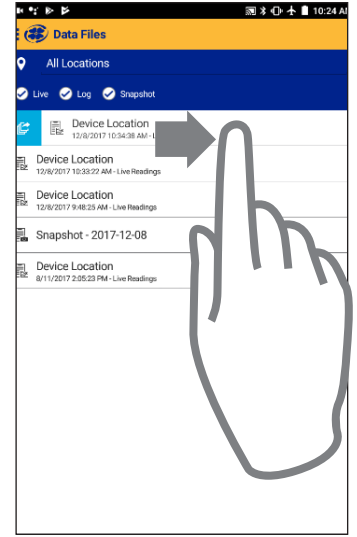 10:24 AM
Data Files
All Locations
Live Log Snapshot
Device Location
12/8/2017 10:34:38 AM - L
Device Location
12/8/2017 10:33:22 AM - Live Readings
Device Location
12/8/2017 9:48:25 AM - Live Readings
Snapshot - 2017-12-08
Device Location
8/11/2017 2:05:23 PM - Live Readings